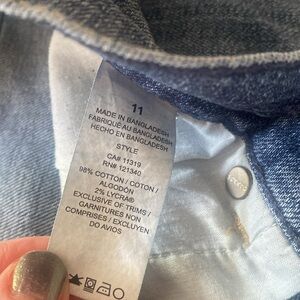 11
MADE IN BANGLADESH
FABRIQUÉ AU BANGLADESH
HECHO EN BANGLADESH
STYLE
CA# 11319
RN# 121340
98% COTTON / COTON /
ALGODÓN
2% LYCRA®
EXCLUSIVE OF TRIMS /
GARNITURES NON
COMPRISES / EXCLUYEN
DO AVIOS